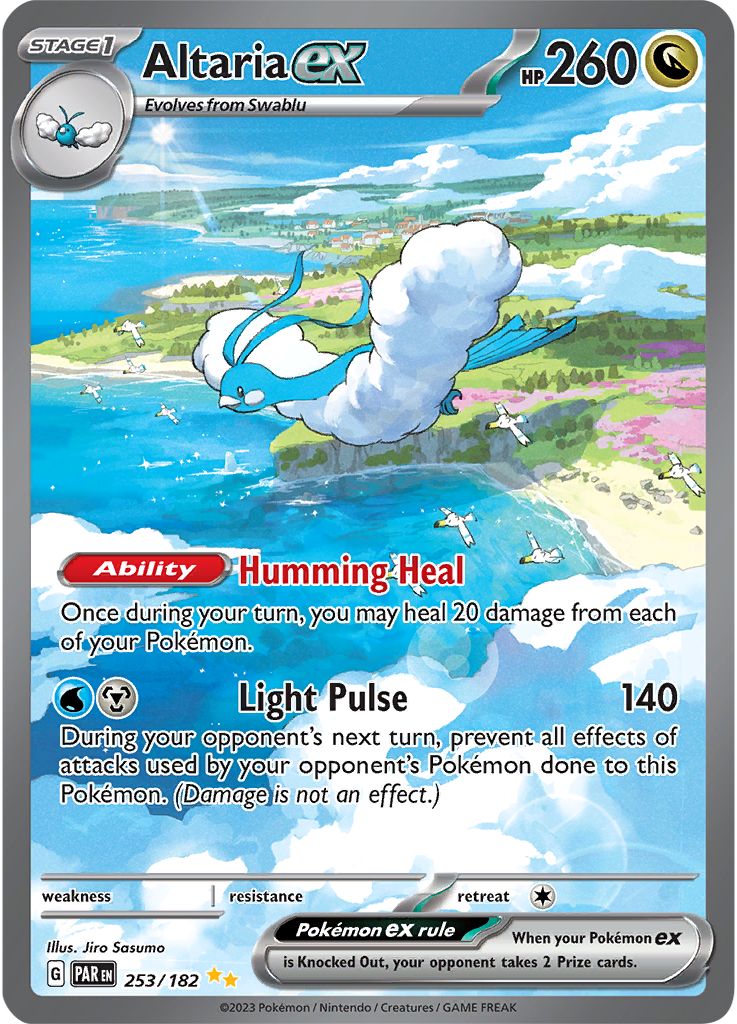 STAGE1
Altaria ex
HP 260
Evolves from Swablu
Ability Humming Heal
Once during your turn, you may heal 20 damage from each
of your Pokémon.
Light Pulse 140
During your opponent's next turn, prevent all effects of
attacks used by your opponent's Pokémon done to this
Pokémon. (Damage is not an effect.)
weakness resistance retreat
Illus. Jiro Sasumo
Pokémon ex rule When your Pokémon ex
is Knocked Out, your opponent takes 2 Prize cards.
G PAR EN 253/182
©2023 Pokémon / Nintendo / Creatures / GAME FREAK